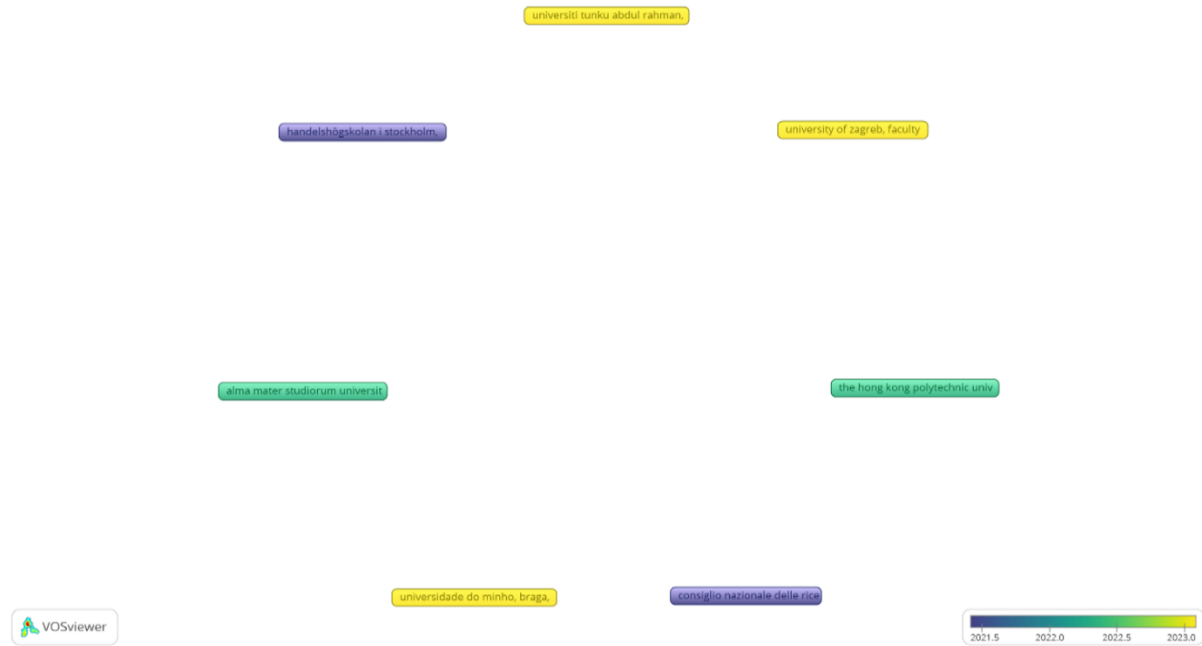 universiti tunku abdul rahman,
handelshögskolan i stockholm,
university of zagreb, faculty
alma mater studiorum universit
the hong kong polytechnic univ
universidade do minho, braga,
consiglio nazionale delle rice
VOSviewer
2021.5 2022.0 2022.5 2023.0